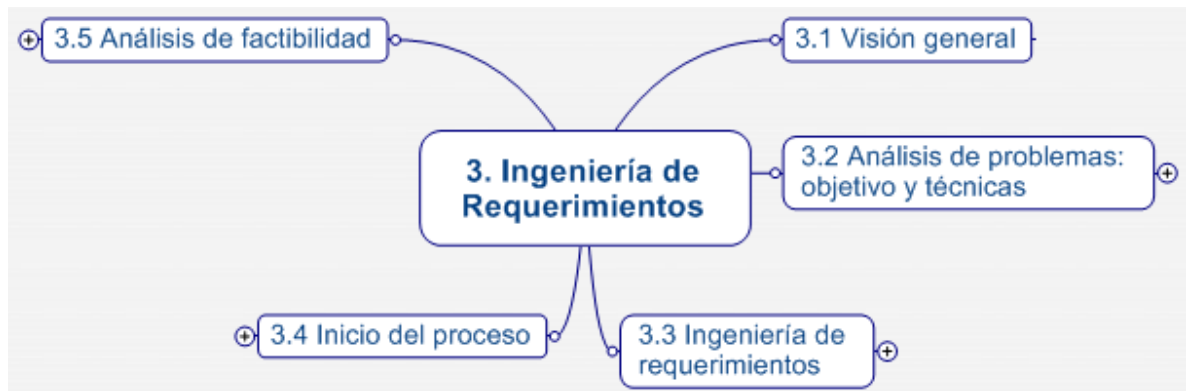 3.5 Análisis de factibilidad
3.1 Visión general
3. Ingeniería de
Requerimientos
3.2 Análisis de problemas:
objetivo y técnicas
3.4 Inicio del proceso
3.3 Ingeniería de
requerimientos